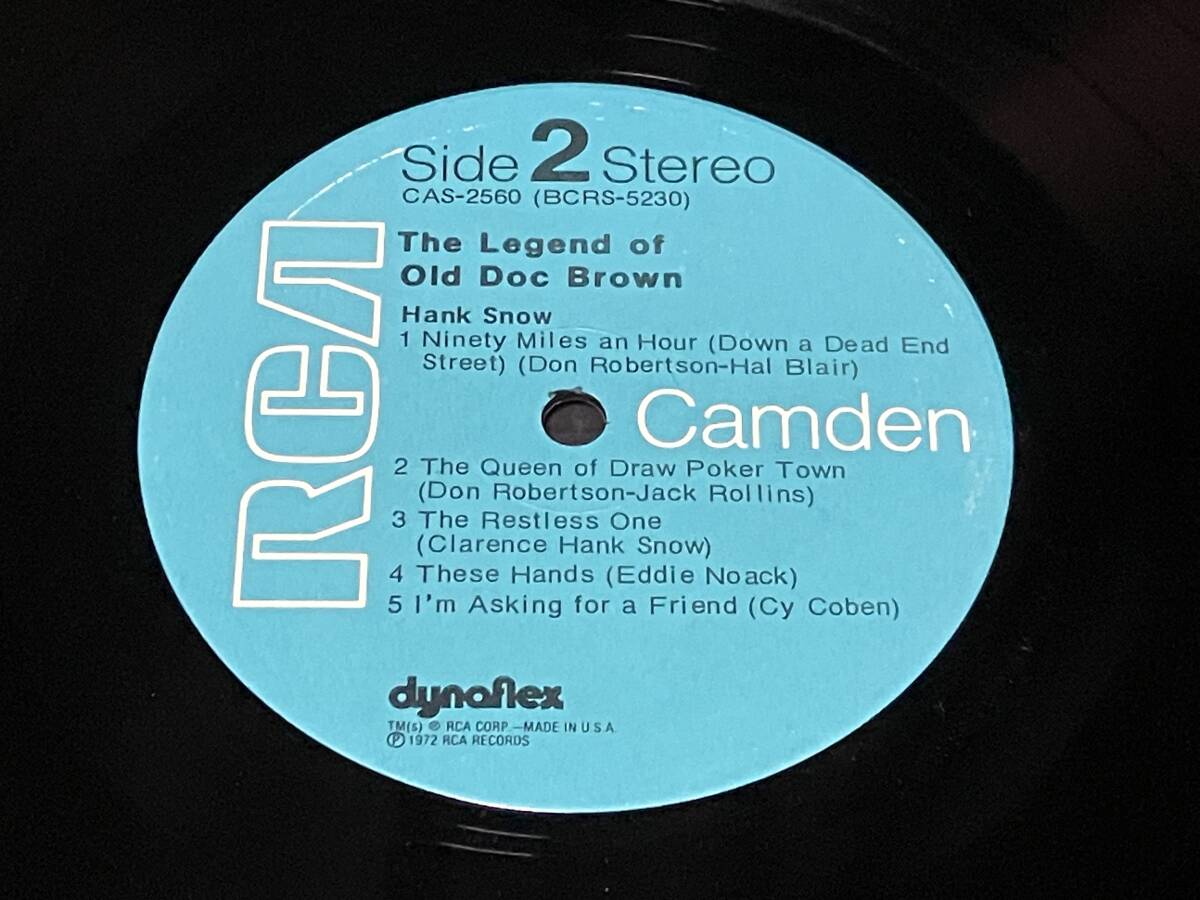 Side 2 Stereo
CAS-2560 (BCRS-5230)
The Legend of
Old Doc Brown
Hank Snow
1 Ninety Miles an Hour (Down a Dead End
Street) (Don Robertson-Hal Blair)
RCA
Camden
2 The Queen of Draw Poker Town
(Don Robertson-Jack Rollins)
3 The Restless One
(Clarence Hank Snow)
4 These Hands (Eddie Noack)
5 I'm Asking for a Friend (Cy Coben)
dynaflex
TM(s) ® RCA CORP.—MADE IN U.S.A.
℗ 1972 RCA RECORDS